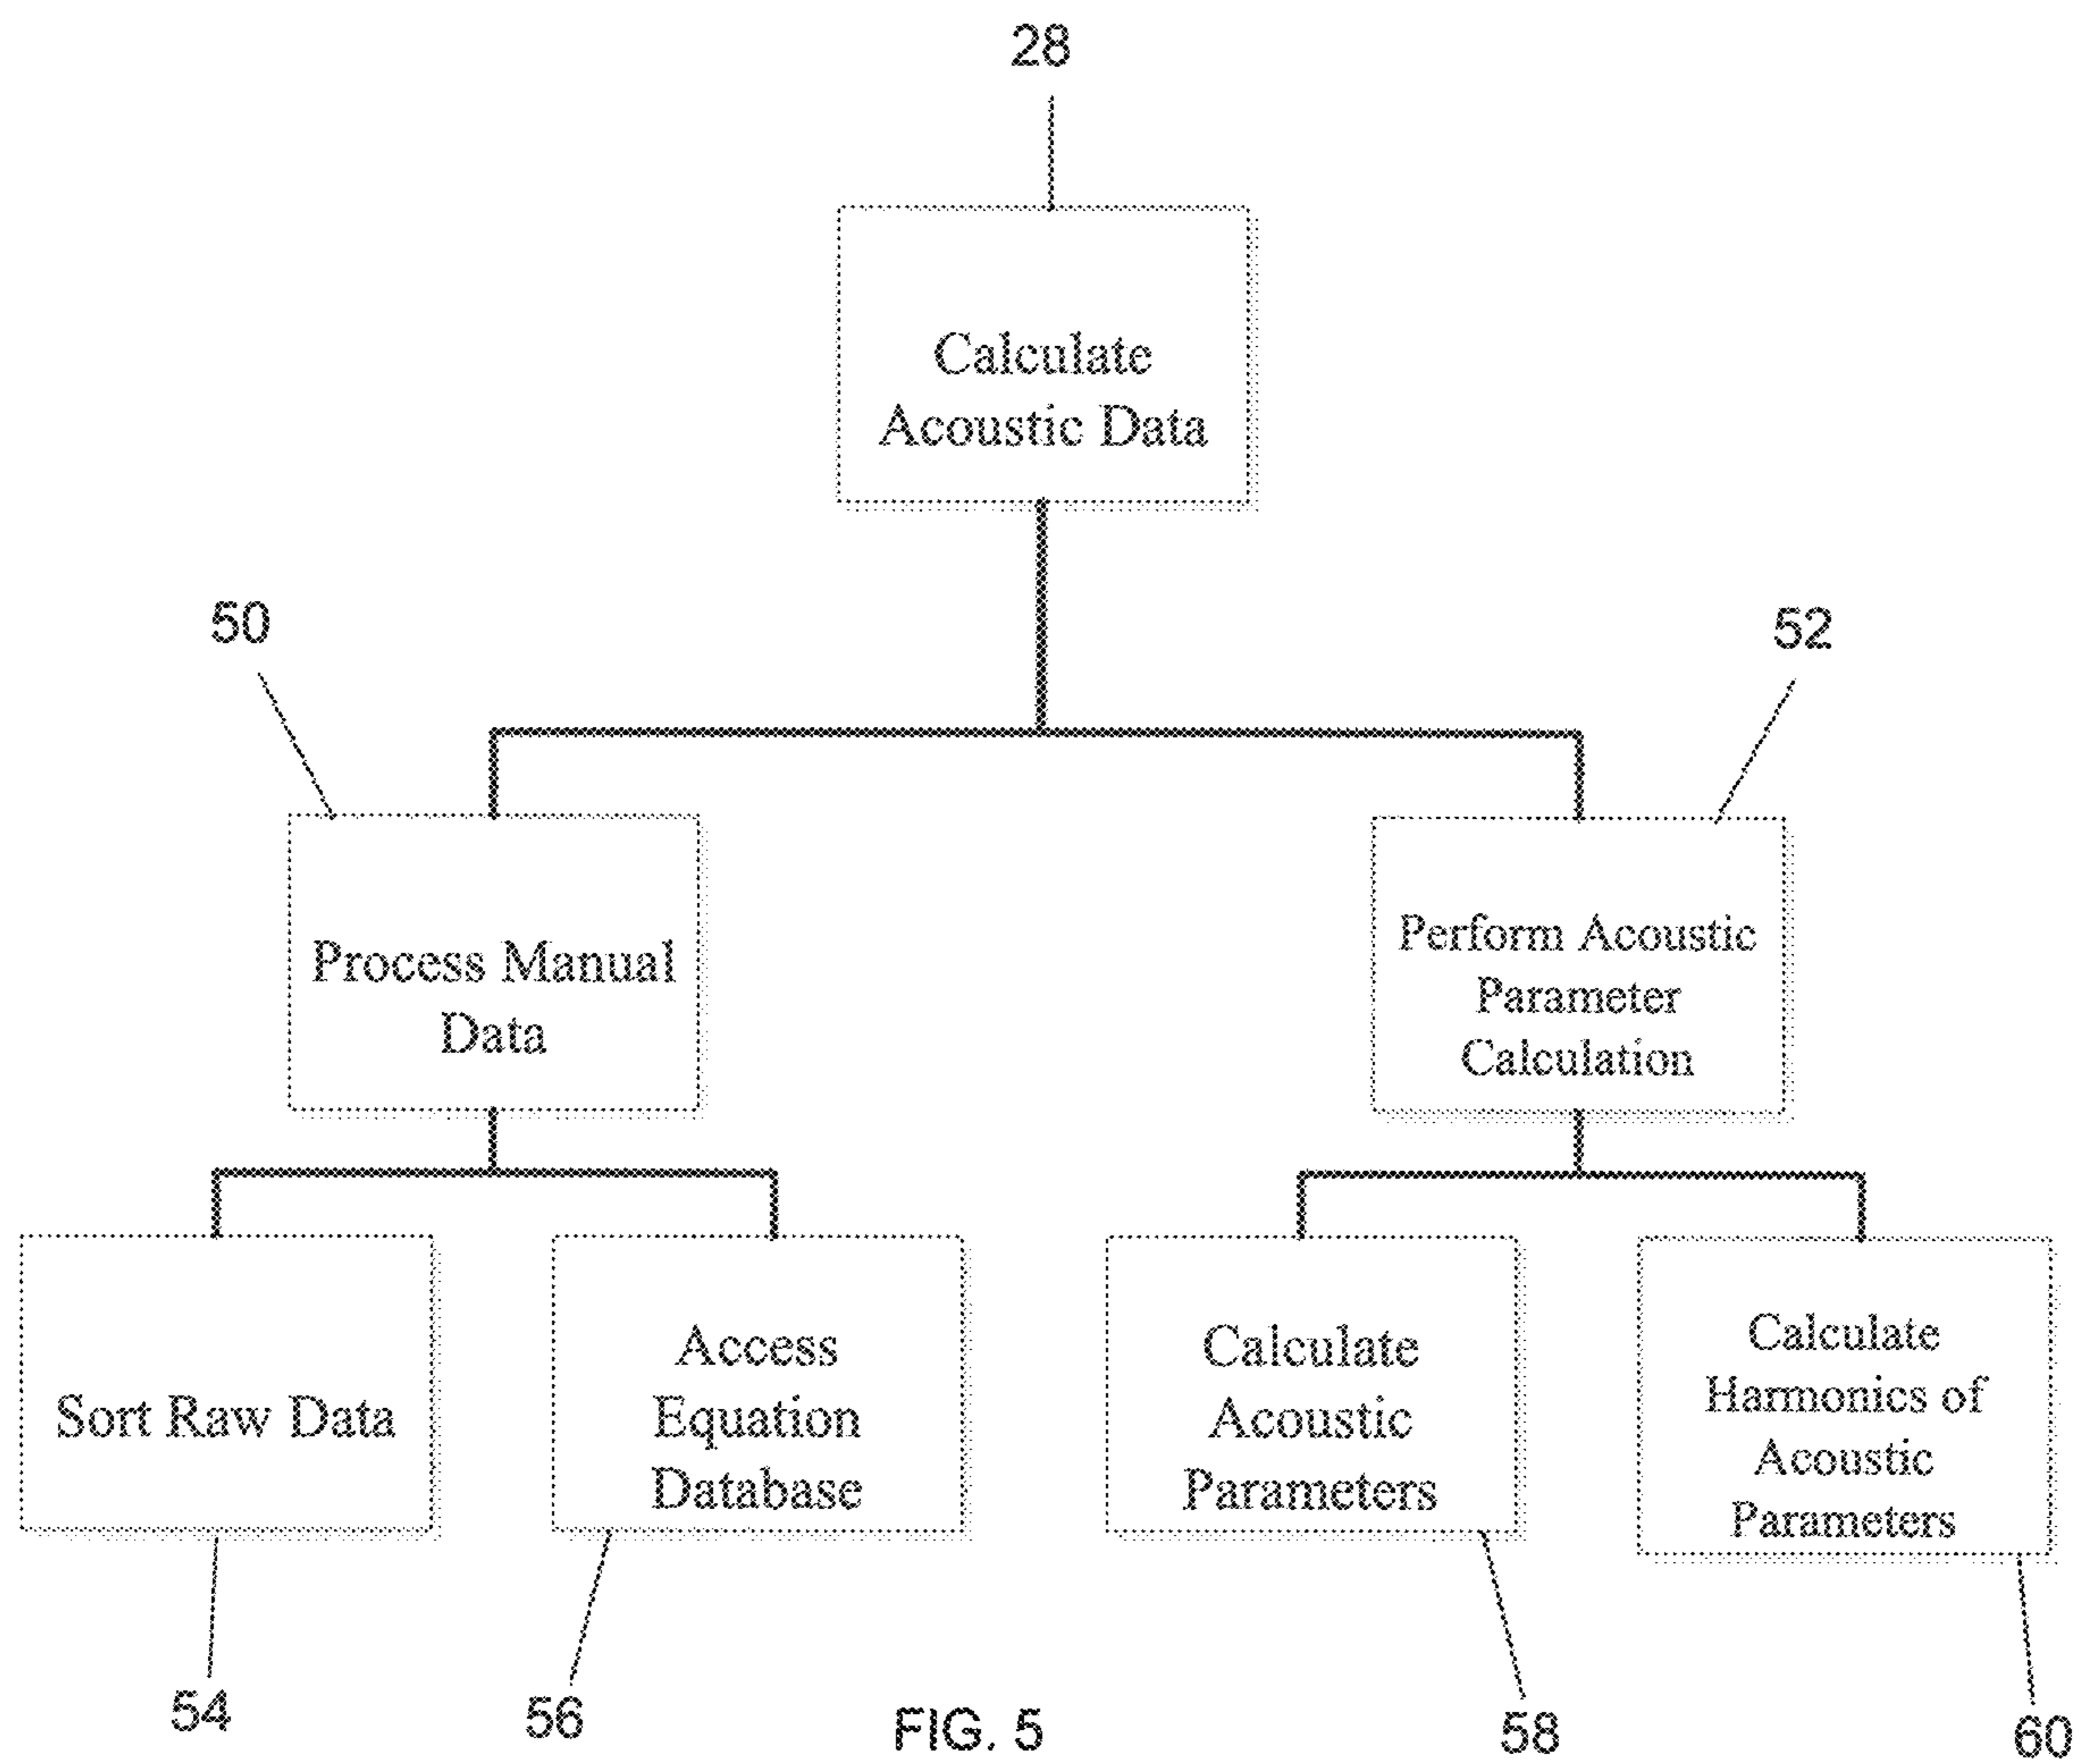 28
Calculate
Acoustic Data
50
52
Process Manual
Data
Perform Acoustic
Parameter
Calculation
Sort Raw Data
Access
Equation
Database
Calculate
Acoustic
Parameters
Calculate
Harmonics of
Acoustic
Parameters
54
56
58
60
FIG. 5